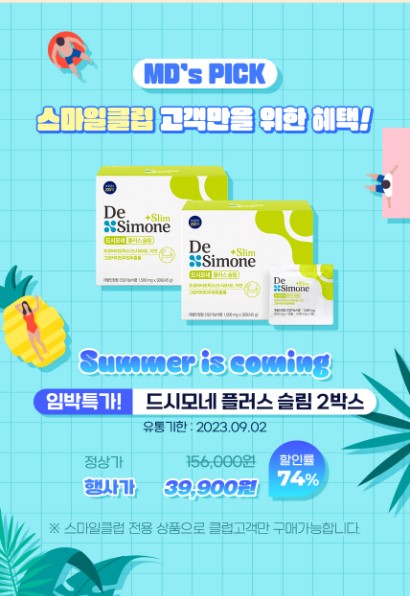 MD's PICK
스마일클럽 고객만을 위한 혜택!
De
Simone
+Slim
드시모네 플러스 슬림
De
Simone
+Slim
드시모네 플러스 슬림
De
Simone
+Slim
Summer is coming
임박특가! 드시모네 플러스 슬림 2박스
유통기한 : 2023.09.02
정상가 156,000원
할인률
행사가 39,900원
74%
※ 스마일클럽 전용 상품으로 클럽고객만 구매가능합니다.